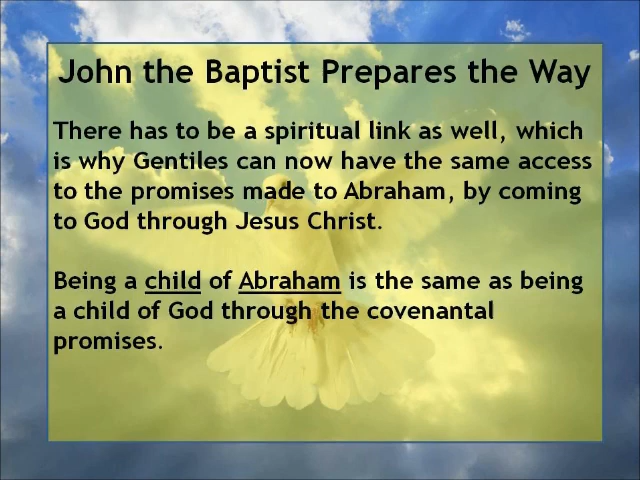 John the Baptist Prepares the Way
There has to be a spiritual link as well, which
is why Gentiles can now have the same access
to the promises made to Abraham, by coming
to God through Jesus Christ.
Being a child of Abraham is the same as being
a child of God through the covenantal
promises.